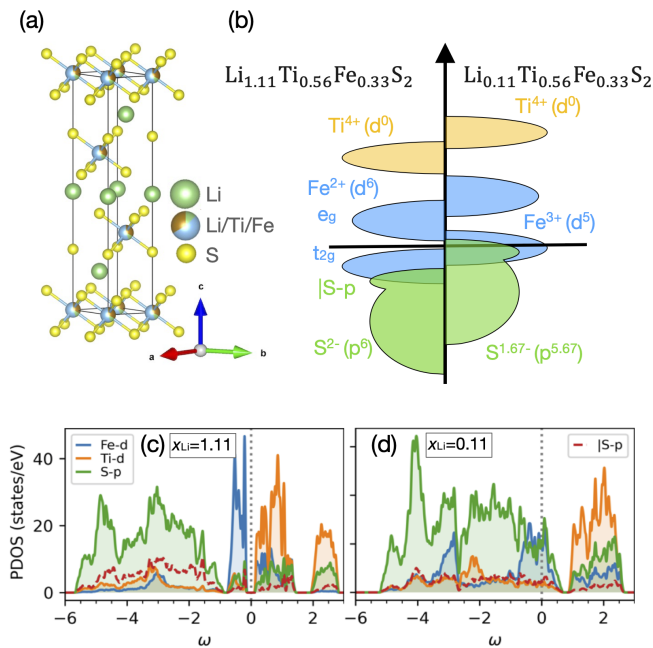 (a)
Li
Li/Ti/Fe
S
c
a
b
(b)
Li1.11Ti0.56Fe0.33S2
Li0.11Ti0.56Fe0.33S2
Ti4+ (d0)
Ti4+ (d0)
Fe2+ (d6)
eg
Fe3+ (d5)
t2g
|S-p
S2- (p6)
S1.67- (p5.67)
PDOS (states/eV)
40
20
0
Fe-d
Ti-d
S-p
(c)
xLi=1.11
−6 −4 −2 0 2
ω
(d)
xLi=0.11
|S-p
−6 −4 −2 0 2
ω